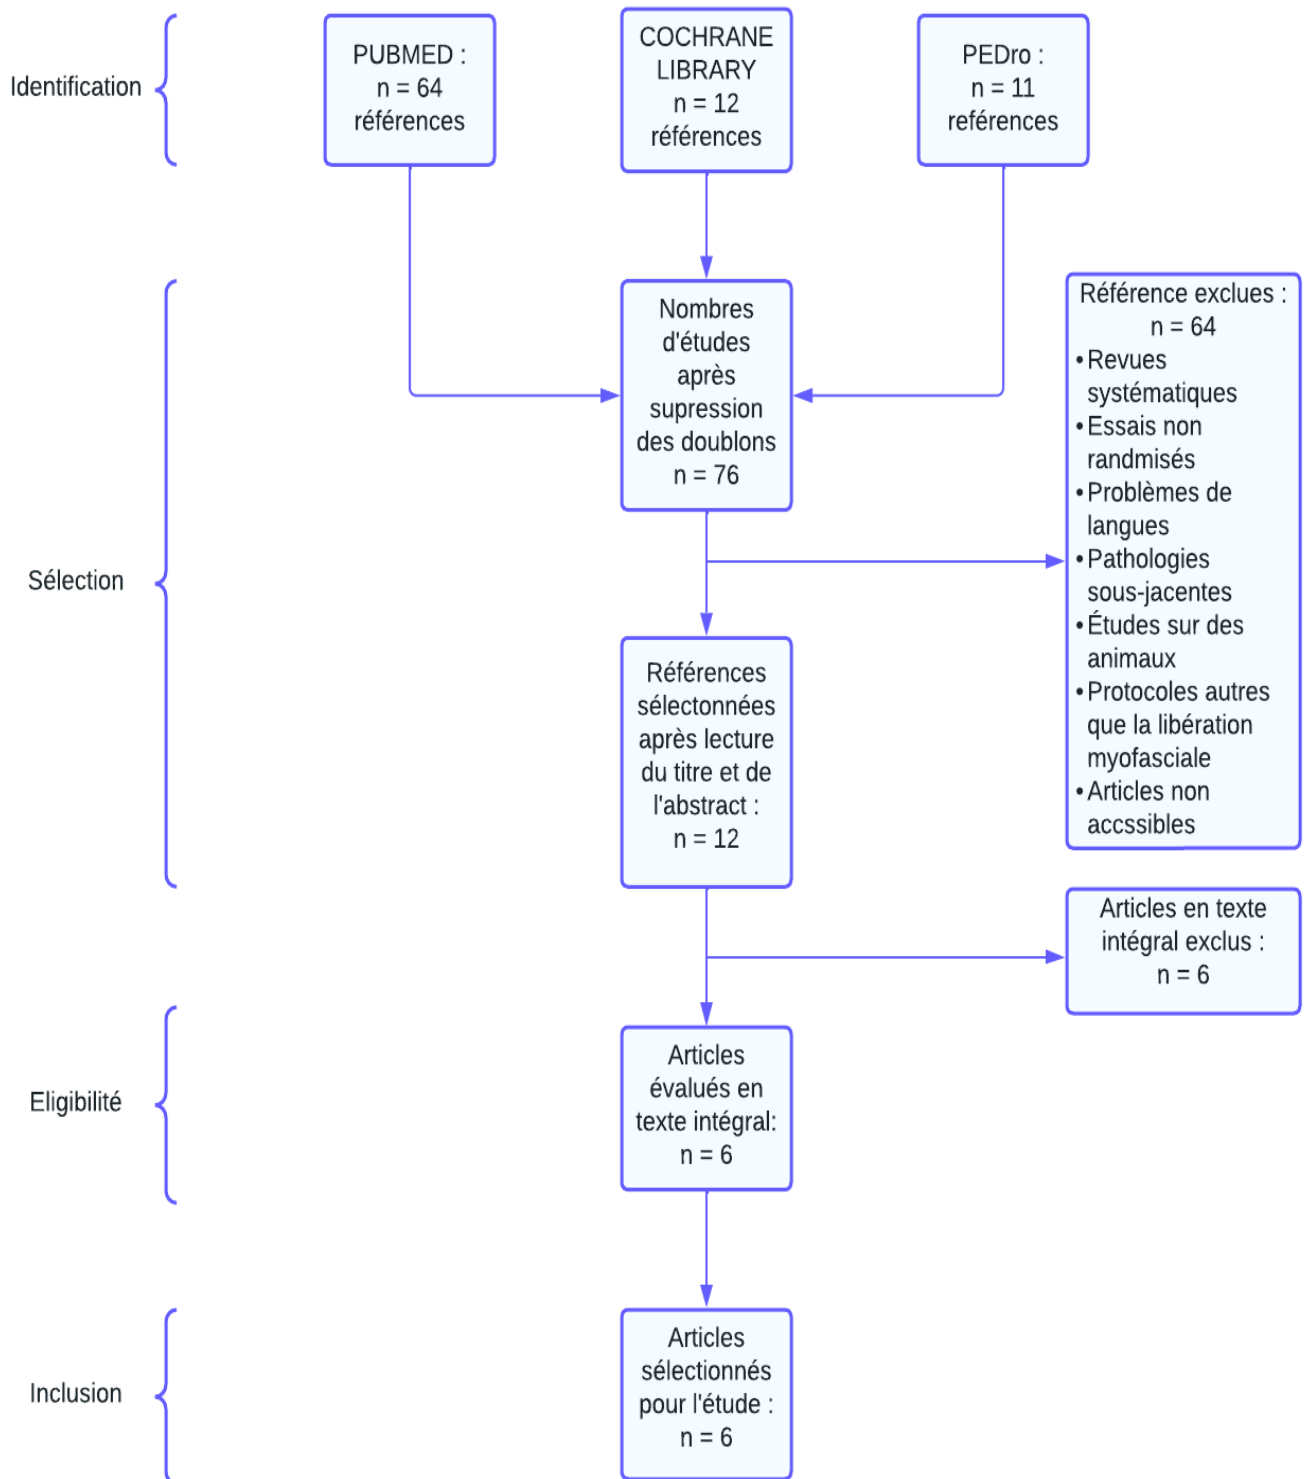 Identification
PUBMED :
n = 64
références
COCHRANE
LIBRARY
n = 12
références
PEDro :
n = 11
reférences
Sélection
Nombres
d'études
après
supression
des doublons
n = 76
Référence exclues :
n = 64
•Revues
systématiques
•Essais non
randmisés
•Problèmes de
langues
•Pathologies
sous-jacentes
•Études sur des
animaux
•Protocoles autres
que la libération
myofasciale
•Articles non
accssibles
Références
sélectonnées
après lecture
du titre et de
l'abstract :
n = 12
Articles en texte
intégral exclus :
n = 6
Eligibilité
Articles
évalués en
texte intégral:
n = 6
Inclusion
Articles
sélectionnés
pour l'étude :
n = 6